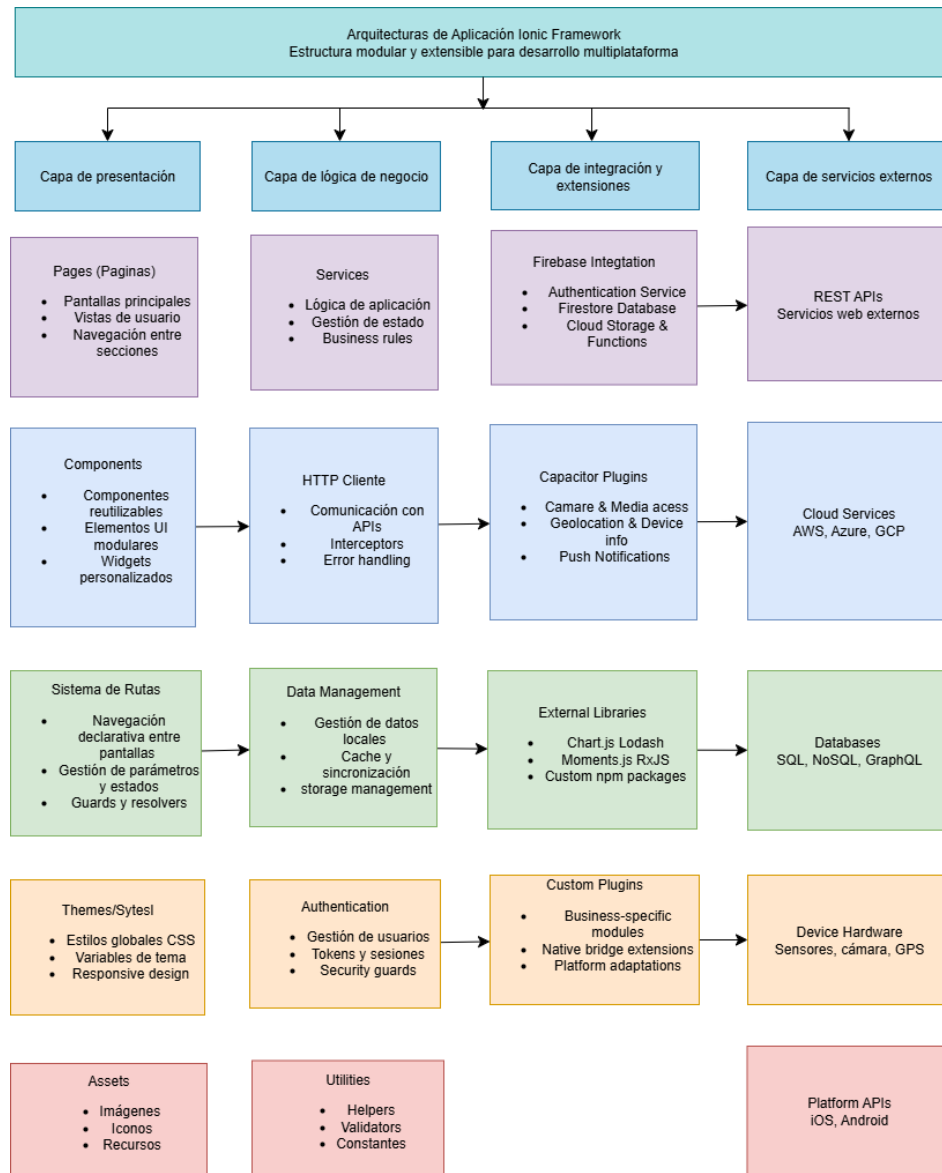 Arquitecturas de Aplicación Ionic Framework
Estructura modular y extensible para desarrollo multiplataforma
Capa de presentación
Capa de lógica de negocio
Capa de integración y
extensiones
Capa de servicios externos
Pages (Paginas)
• Pantallas principales
• Vistas de usuario
• Navegación entre
secciones
Services
• Lógica de aplicación
• Gestión de estado
• Business rules
Firebase Integtation
• Authentication Service
• Firestore Database
• Cloud Storage &
Functions
REST APIs
Servicios web externos
Components
• Componentes
reutilizables
• Elementos UI
modulares
• Widgets
personalizados
HTTP Cliente
• Comunicación con
APIs
• Interceptors
• Error handling
Capacitor Plugins
• Camare & Media acess
• Geolocation & Device
info
• Push Notifications
Cloud Services
AWS, Azure, GCP
Sistema de Rutas
• Navegación
declarativa entre
pantallas
• Gestión de parámetros
y estados
• Guards y resolvers
Data Management
• Gestión de datos
locales
• Cache y
sincronización
• storage management
External Libraries
• Chart.js Lodash
• Moments.js RxJS
• Custom npm packages
Databases
SQL, NoSQL, GraphQL
Themes/Sytesl
• Estilos globales CSS
• Variables de tema
• Responsive design
Authentication
• Gestión de usuarios
• Tokens y sesiones
• Security guards
Custom Plugins
• Business-specific
modules
• Native bridge extensions
• Platform adaptations
Device Hardware
Sensores, cámara, GPS
Assets
• Imágenes
• Iconos
• Recursos
Utilities
• Helpers
• Validators
• Constantes
Platform APIs
iOS, Android